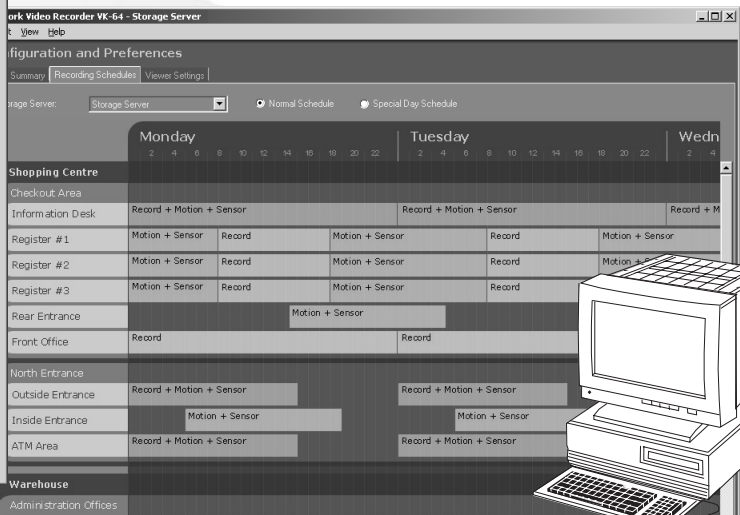 ork Video Recorder VK-64 - Storage Server
t View Help
figuration and Preferences
Summary Recording Schedules Viewer Settings
orage Server: Storage Server Normal Schedule Special Day Schedule
Monday Tuesday Wedn
2 4 6 8 10 12 14 16 18 20 22 2 4 6 8 10 12 14 16 18 20 22 2 4
Shopping Centre
Checkout Area
Information Desk Record + Motion + Sensor Record + Motion + Sensor Record + M
Register #1 Motion + Sensor Record Motion + Sensor Record Motion + Sensor
Register #2 Motion + Sensor Record Motion + Sensor Record Motion + Sensor
Register #3 Motion + Sensor Record Motion + Sensor Record
Rear Entrance Motion + Sensor
Front Office Record Record
North Entrance
Outside Entrance Record + Motion + Sensor Record + Motion + Sensor
Inside Entrance Motion + Sensor Motion + Sensor
ATM Area Record + Motion + Sensor Record + Motion + Sensor
Warehouse
Administration Offices